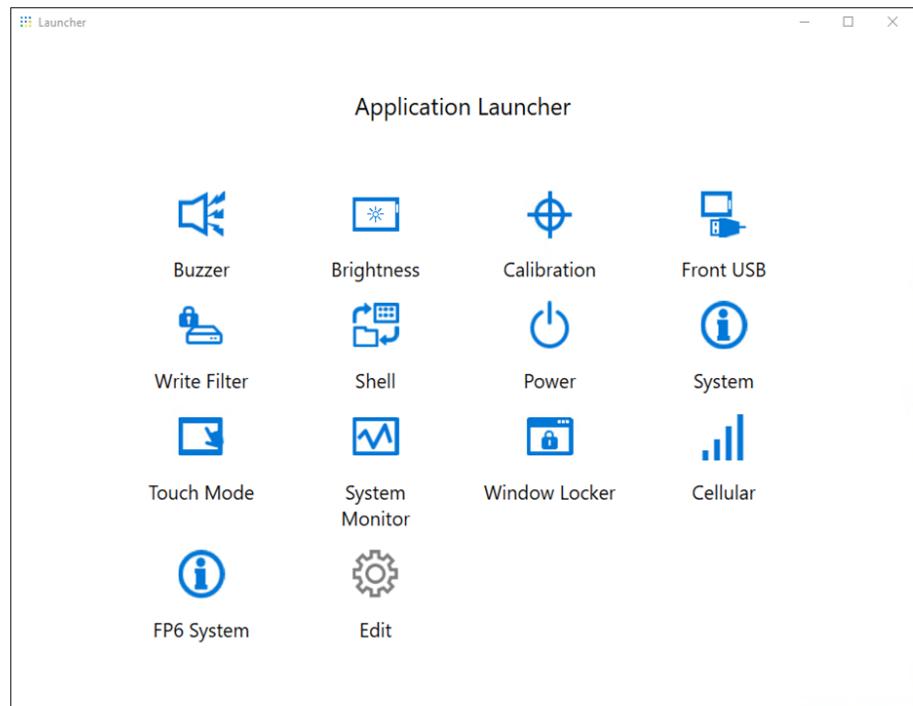 Launcher
Application Launcher
Buzzer
Brightness
Calibration
Front USB
Write Filter
Shell
Power
System
Touch Mode
System
Monitor
Window Locker
Cellular
FP6 System
Edit